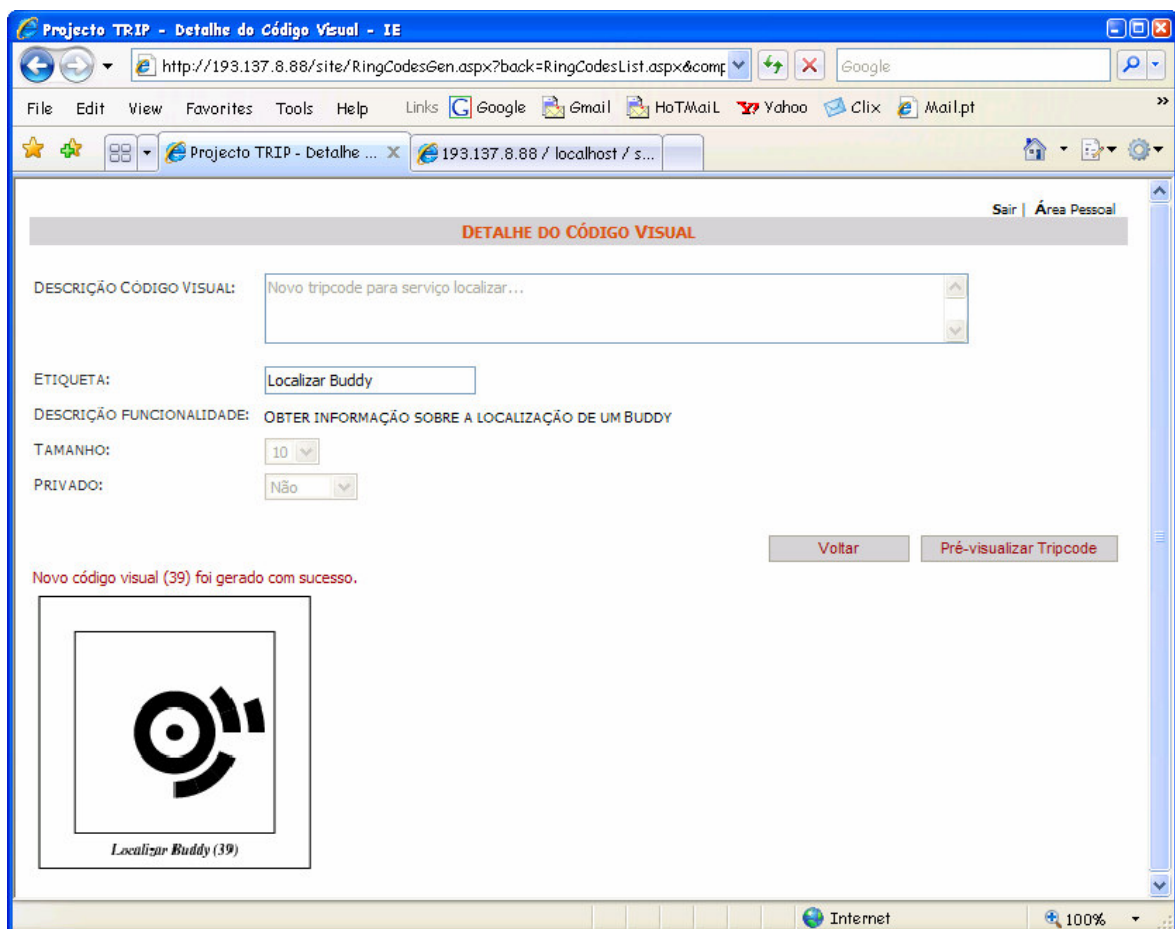 Projecto TRIP - Detalhe do Código Visual - IE
http://193.137.8.88/site/RingCodesGen.aspx?back=RingCodesList.aspx&comp
Google
File Edit View Favorites Tools Help Links Google Gmail HoTMaiL Yahoo Clix Mail.pt »
Projecto TRIP - Detalhe ... X 193.137.8.88 / localhost / s...
Sair | Área Pessoal
DETALHE DO CÓDIGO VISUAL
DESCRIÇÃO CÓDIGO VISUAL: Novo tripcode para serviço localizar...
ETIQUETA: Localizar Buddy
DESCRIÇÃO FUNCIONALIDADE: OBTER INFORMAÇÃO SOBRE A LOCALIZAÇÃO DE UM BUDDY
TAMANHO: 10
PRIVADO: Não
Voltar Pré-visualizar Tripcode
Novo código visual (39) foi gerado com sucesso.
Localizar Buddy (39)
Internet 100%